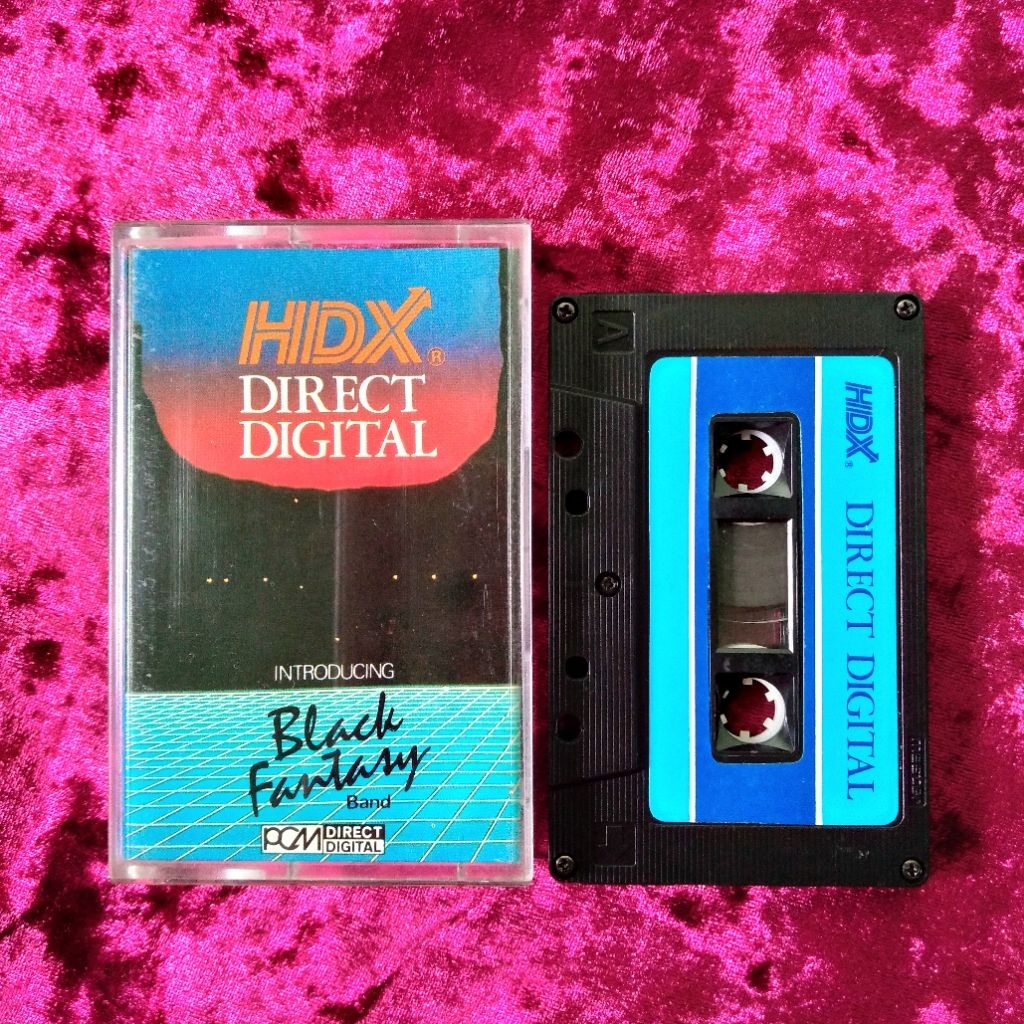 HDX®
DIRECT
DIGITAL
INTRODUCING
Black
Fantasy
Band
PCM DIRECT
DIGITAL
HDX®
DIRECT DIGITAL